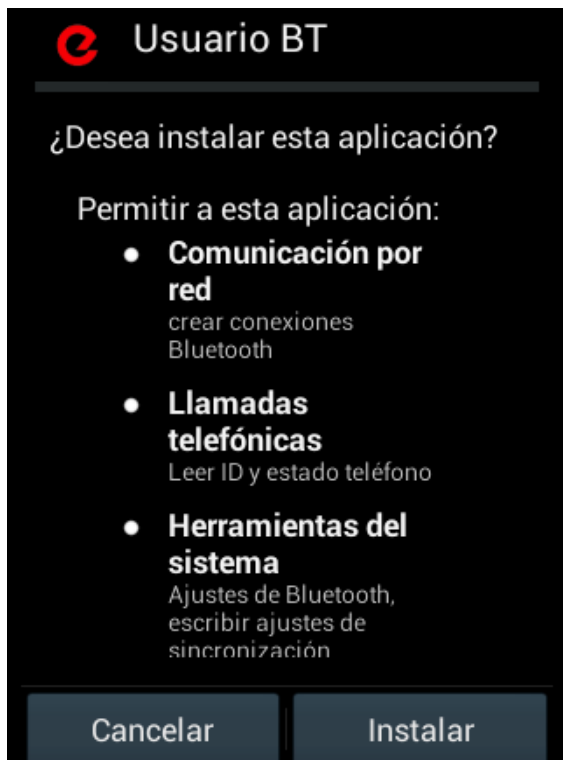 Usuario BT
¿Desea instalar esta aplicación?
Permitir a esta aplicación:
Comunicación por
red
crear conexiones
Bluetooth
Llamadas
telefónicas
Leer ID y estado teléfono
Herramientas del
sistema
Ajustes de Bluetooth,
escribir ajustes de
sincronización
Cancelar
Instalar